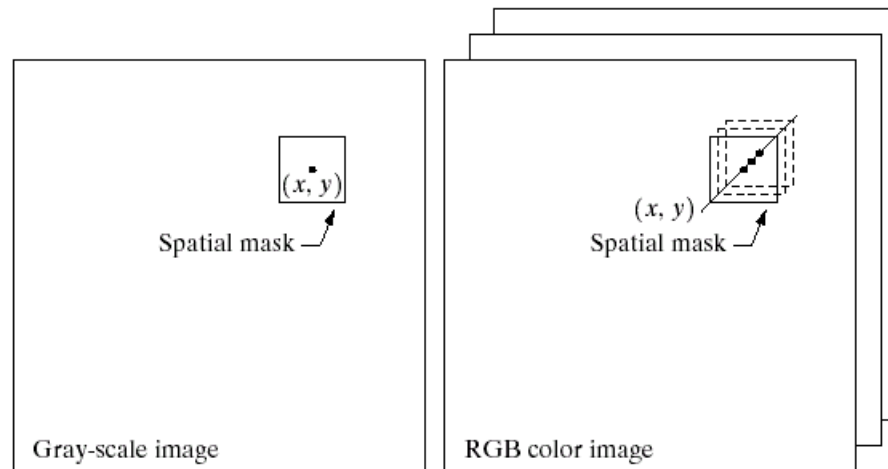 (x, y)
Spatial mask
Gray-scale image
(x, y)
Spatial mask
RGB color image